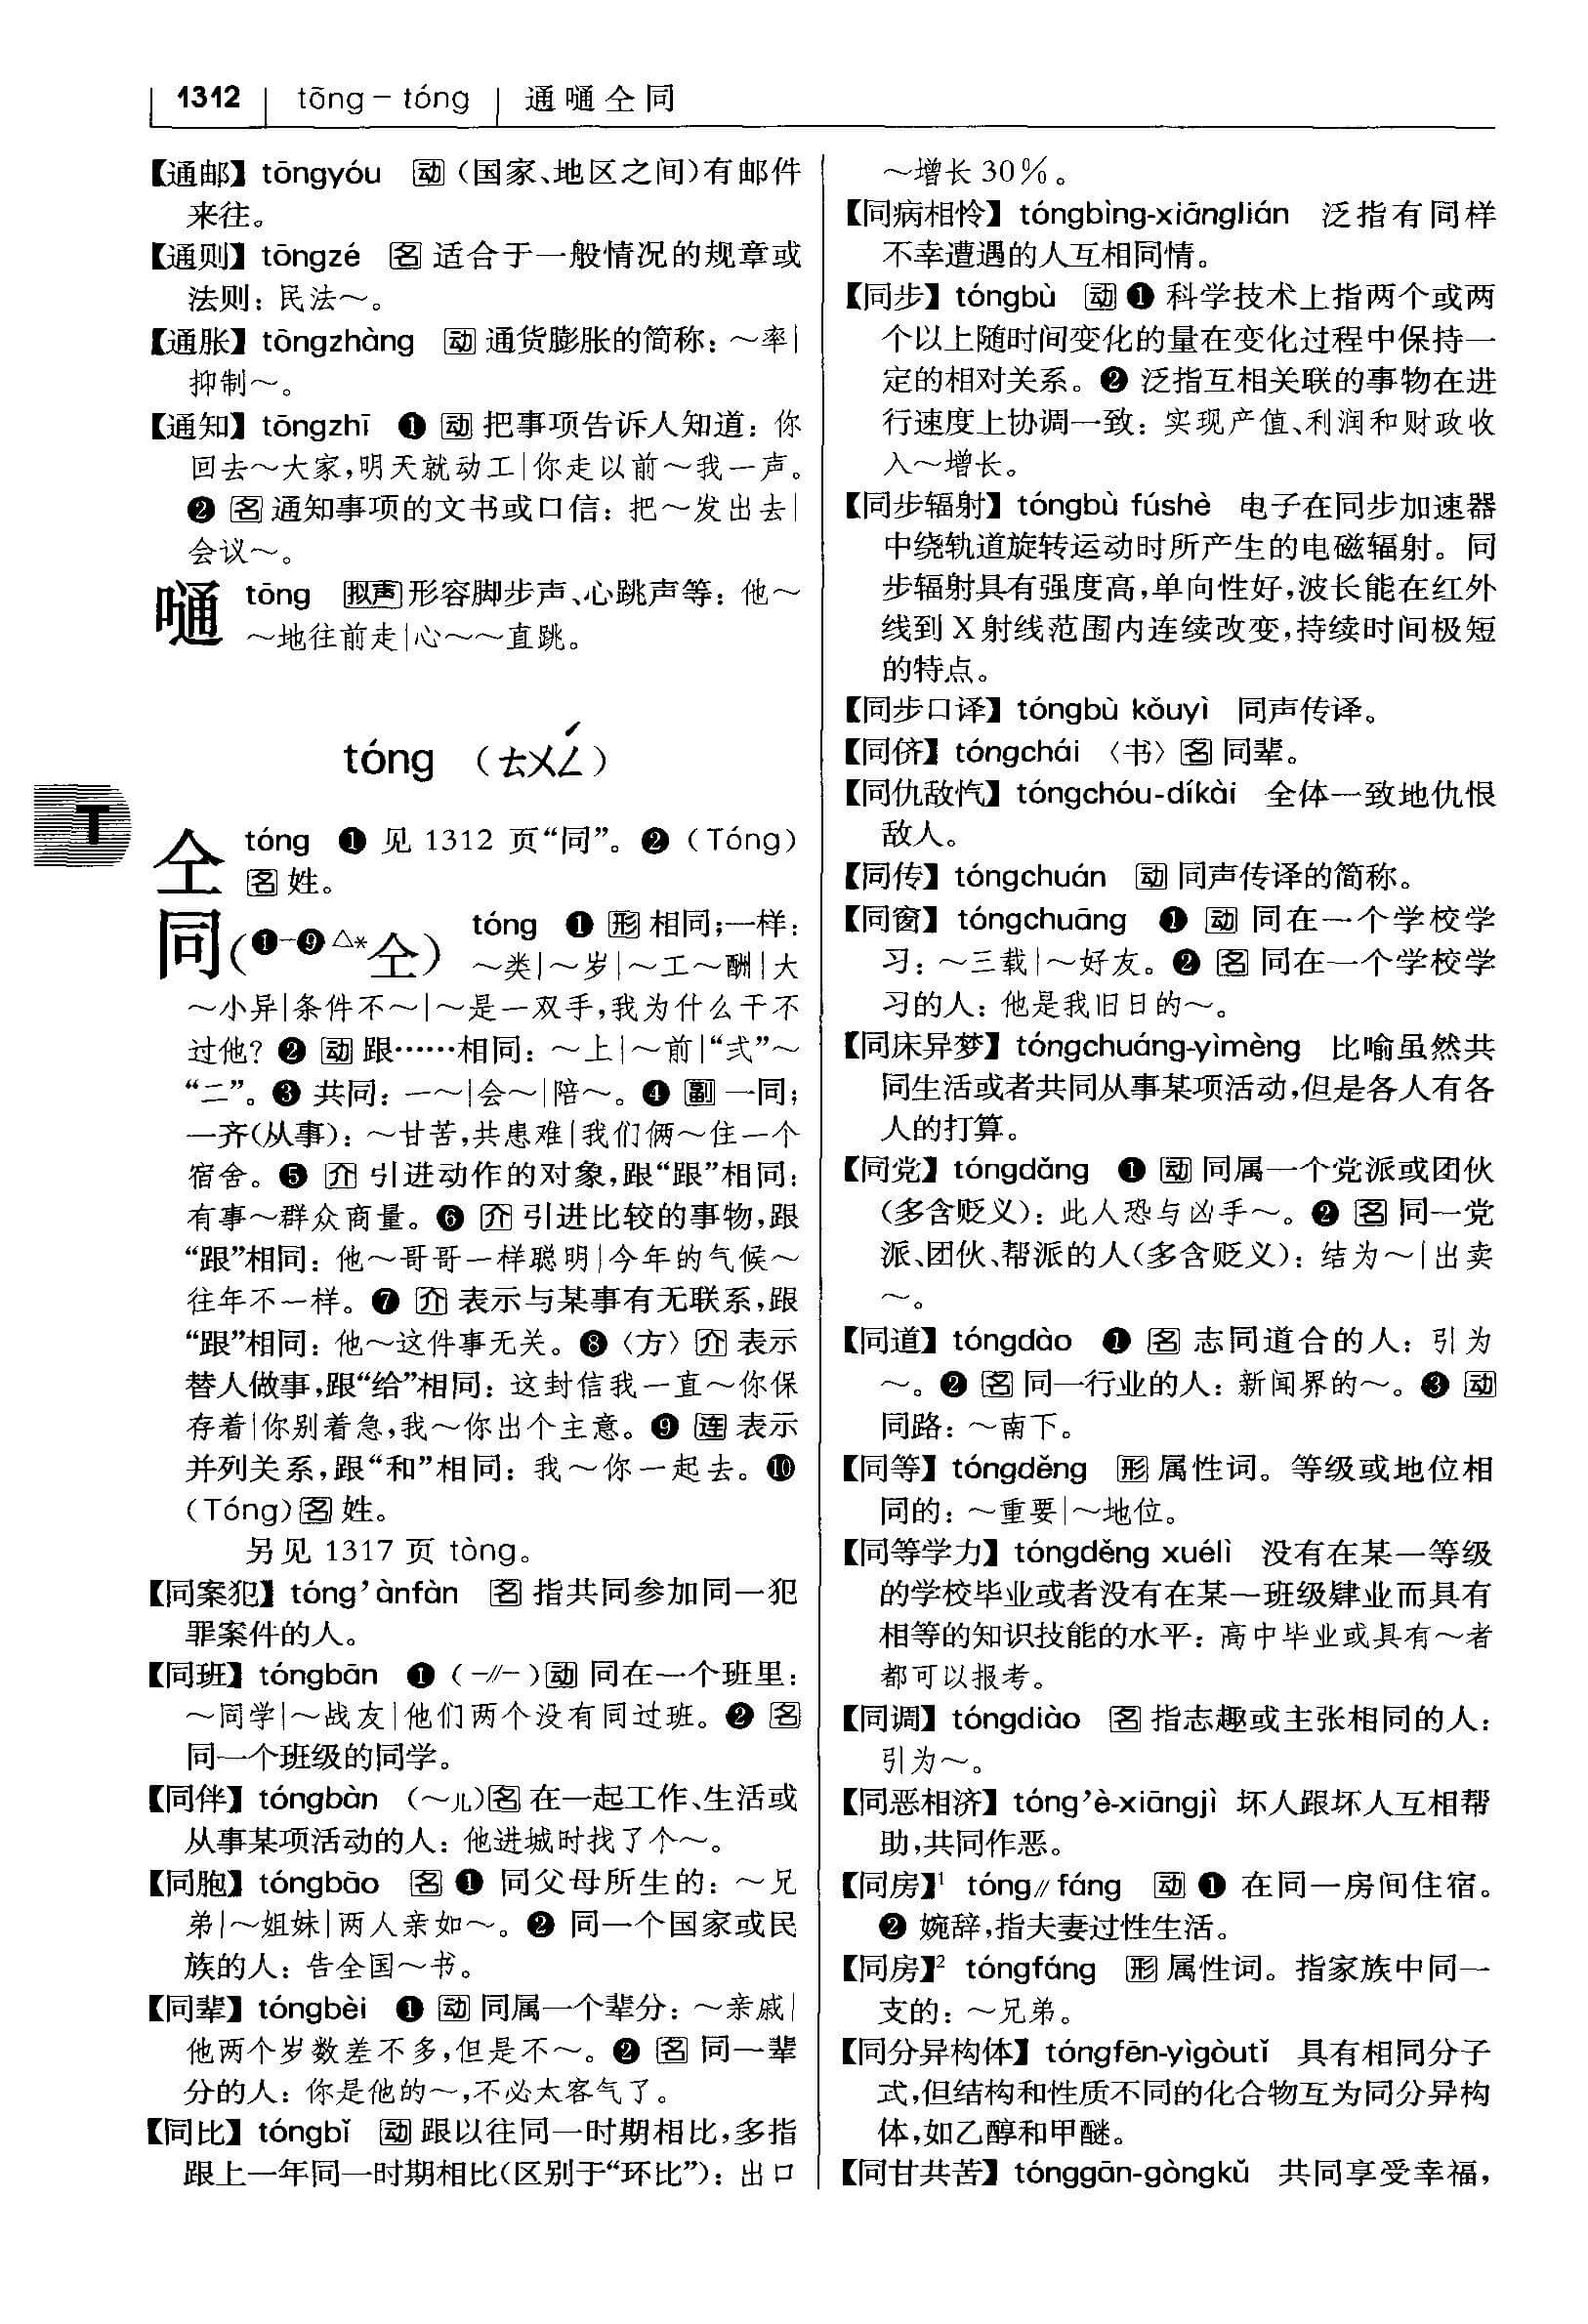 1312 tōng－tóng 通嗵仝同
【通邮】tōngyóu 动（国家、地区之间）有邮件
来往。
【通则】tōngzé 名 适合于一般情况的规章或
法则：民法～。
【通胀】tōngzhàng 动 通货膨胀的简称：～率|
抑制～。
【通知】tōngzhī ❶ 动 把事项告诉人知道：你
回去～大家，明天就动工|你走以前～我一声。
❷ 名 通知事项的文书或口信：把～发出去|
会议～。
嗵 tōng 拟声 形容脚步声、心跳声等：他～
～地往前走|心～～直跳。
tóng （ㄊㄨㄥˊ）
T
仝 tóng ❶ 见 1312 页“同”。❷（Tóng）
名 姓。
同(❶-❾△*仝) tóng ❶ 形 相同；一样：
～类|～岁|～工～酬|大
～小异|条件不～|～是一双手，我为什么干不
过他？❷ 动 跟……相同：～上|～前|“弍”～
“二”。❸ 共同：一～|会～|陪～。❹ 副 一同；
一齐（从事）：～甘苦，共患难|我们俩～住一个
宿舍。❺ 介 引进动作的对象，跟“跟”相同：
有事～群众商量。❻ 介 引进比较的事物，跟
“跟”相同：他～哥哥一样聪明|今年的气候～
往年不一样。❼ 介 表示与某事有无联系，跟
“跟”相同：他～这件事无关。❽〈方〉介 表示
替人做事，跟“给”相同：这封信我一直～你保
存着|你别着急，我～你出个主意。❾ 连 表示
并列关系，跟“和”相同：我～你一起去。❿
（Tóng）名 姓。
另见 1317 页 tòng。
【同案犯】tóng’ànfàn 名 指共同参加同一犯
罪案件的人。
【同班】tóngbān ❶（-//-）动 同在一个班里：
～同学|～战友|他们两个没有同过班。❷ 名
同一个班级的同学。
【同伴】tóngbàn （～儿）名 在一起工作、生活或
从事某项活动的人：他进城时找了个～。
【同胞】tóngbāo 名 ❶ 同父母所生的：～兄
弟|～姐妹|两人亲如～。❷ 同一个国家或民
族的人：告全国～书。
【同辈】tóngbèi ❶ 动 同属一个辈分：～亲戚|
他两个岁数差不多，但是不～。❷ 名 同一辈
分的人：你是他的～，不必太客气了。
【同比】tóngbǐ 动 跟以往同一时期相比，多指
跟上一年同一时期相比（区别于“环比”）：出口
～增长 30%。
【同病相怜】tóngbìng-xiānglián 泛指有同样
不幸遭遇的人互相同情。
【同步】tóngbù 动 ❶ 科学技术上指两个或两
个以上随时间变化的量在变化过程中保持一
定的相对关系。❷ 泛指互相关联的事物在进
行速度上协调一致：实现产值、利润和财政收
入～增长。
【同步辐射】tóngbù fúshè 电子在同步加速器
中绕轨道旋转运动时所产生的电磁辐射。同
步辐射具有强度高，单向性好，波长能在红外
线到 X 射线范围内连续改变，持续时间极短
的特点。
【同步口译】tóngbù kǒuyì 同声传译。
【同侪】tóngchái 〈书〉名 同辈。
【同仇敌忾】tóngchóu-díkài 全体一致地仇恨
敌人。
【同传】tóngchuán 动 同声传译的简称。
【同窗】tóngchuāng ❶ 动 同在一个学校学
习：～三载|～好友。❷ 名 同在一个学校学
习的人：他是我旧日的～。
【同床异梦】tóngchuáng-yìmèng 比喻虽然共
同生活或者共同从事某项活动，但是各人有各
人的打算。
【同党】tóngdǎng ❶ 动 同属一个党派或团伙
（多含贬义）：此人恐与凶手～。❷ 名 同一党
派、团伙、帮派的人（多含贬义）：结为～|出卖
～。
【同道】tóngdào ❶ 名 志同道合的人：引为
～。❷ 名 同一行业的人：新闻界的～。❸ 动
同路：～南下。
【同等】tóngděng 形 属性词。等级或地位相
同的：～重要|～地位。
【同等学力】tóngděng xuélì 没有在某一等级
的学校毕业或者没有在某一班级肄业而具有
相等的知识技能的水平：高中毕业或具有～者
都可以报考。
【同调】tóngdiào 名 指志趣或主张相同的人：
引为～。
【同恶相济】tóng’è-xiāngjì 坏人跟坏人互相帮
助，共同作恶。
【同房】¹ tóng//fáng 动 ❶ 在同一房间住宿。
❷ 婉辞，指夫妻过性生活。
【同房】² tóngfáng 形 属性词。指家族中同一
支的：～兄弟。
【同分异构体】tóngfēn-yìgòutǐ 具有相同分子
式，但结构和性质不同的化合物互为同分异构
体，如乙醇和甲醚。
【同甘共苦】tónggān-gòngkǔ 共同享受幸福，